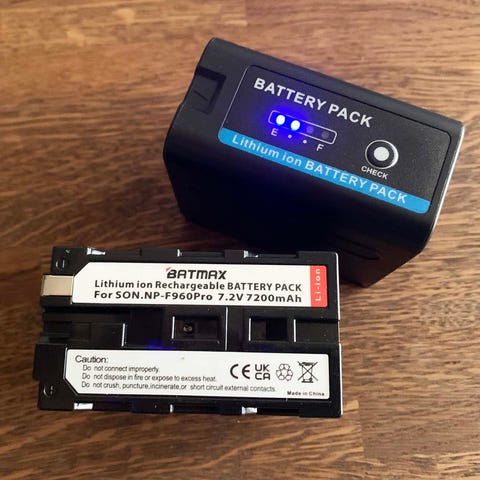 BATTERY PACK
E • • F
CHECK
Lithium ion BATTERY PACK
BATMAX
Lithium ion Rechargeable BATTERY PACK
For SON.NP-F960Pro 7.2V 7200mAh
Li-ion
Caution:
Do not connect improperly.
Do not dispose in fire or expose to excess heat.
Do not crush, puncture,incinerate,or short circuit external contacts.
CE UK
CA
Made In China